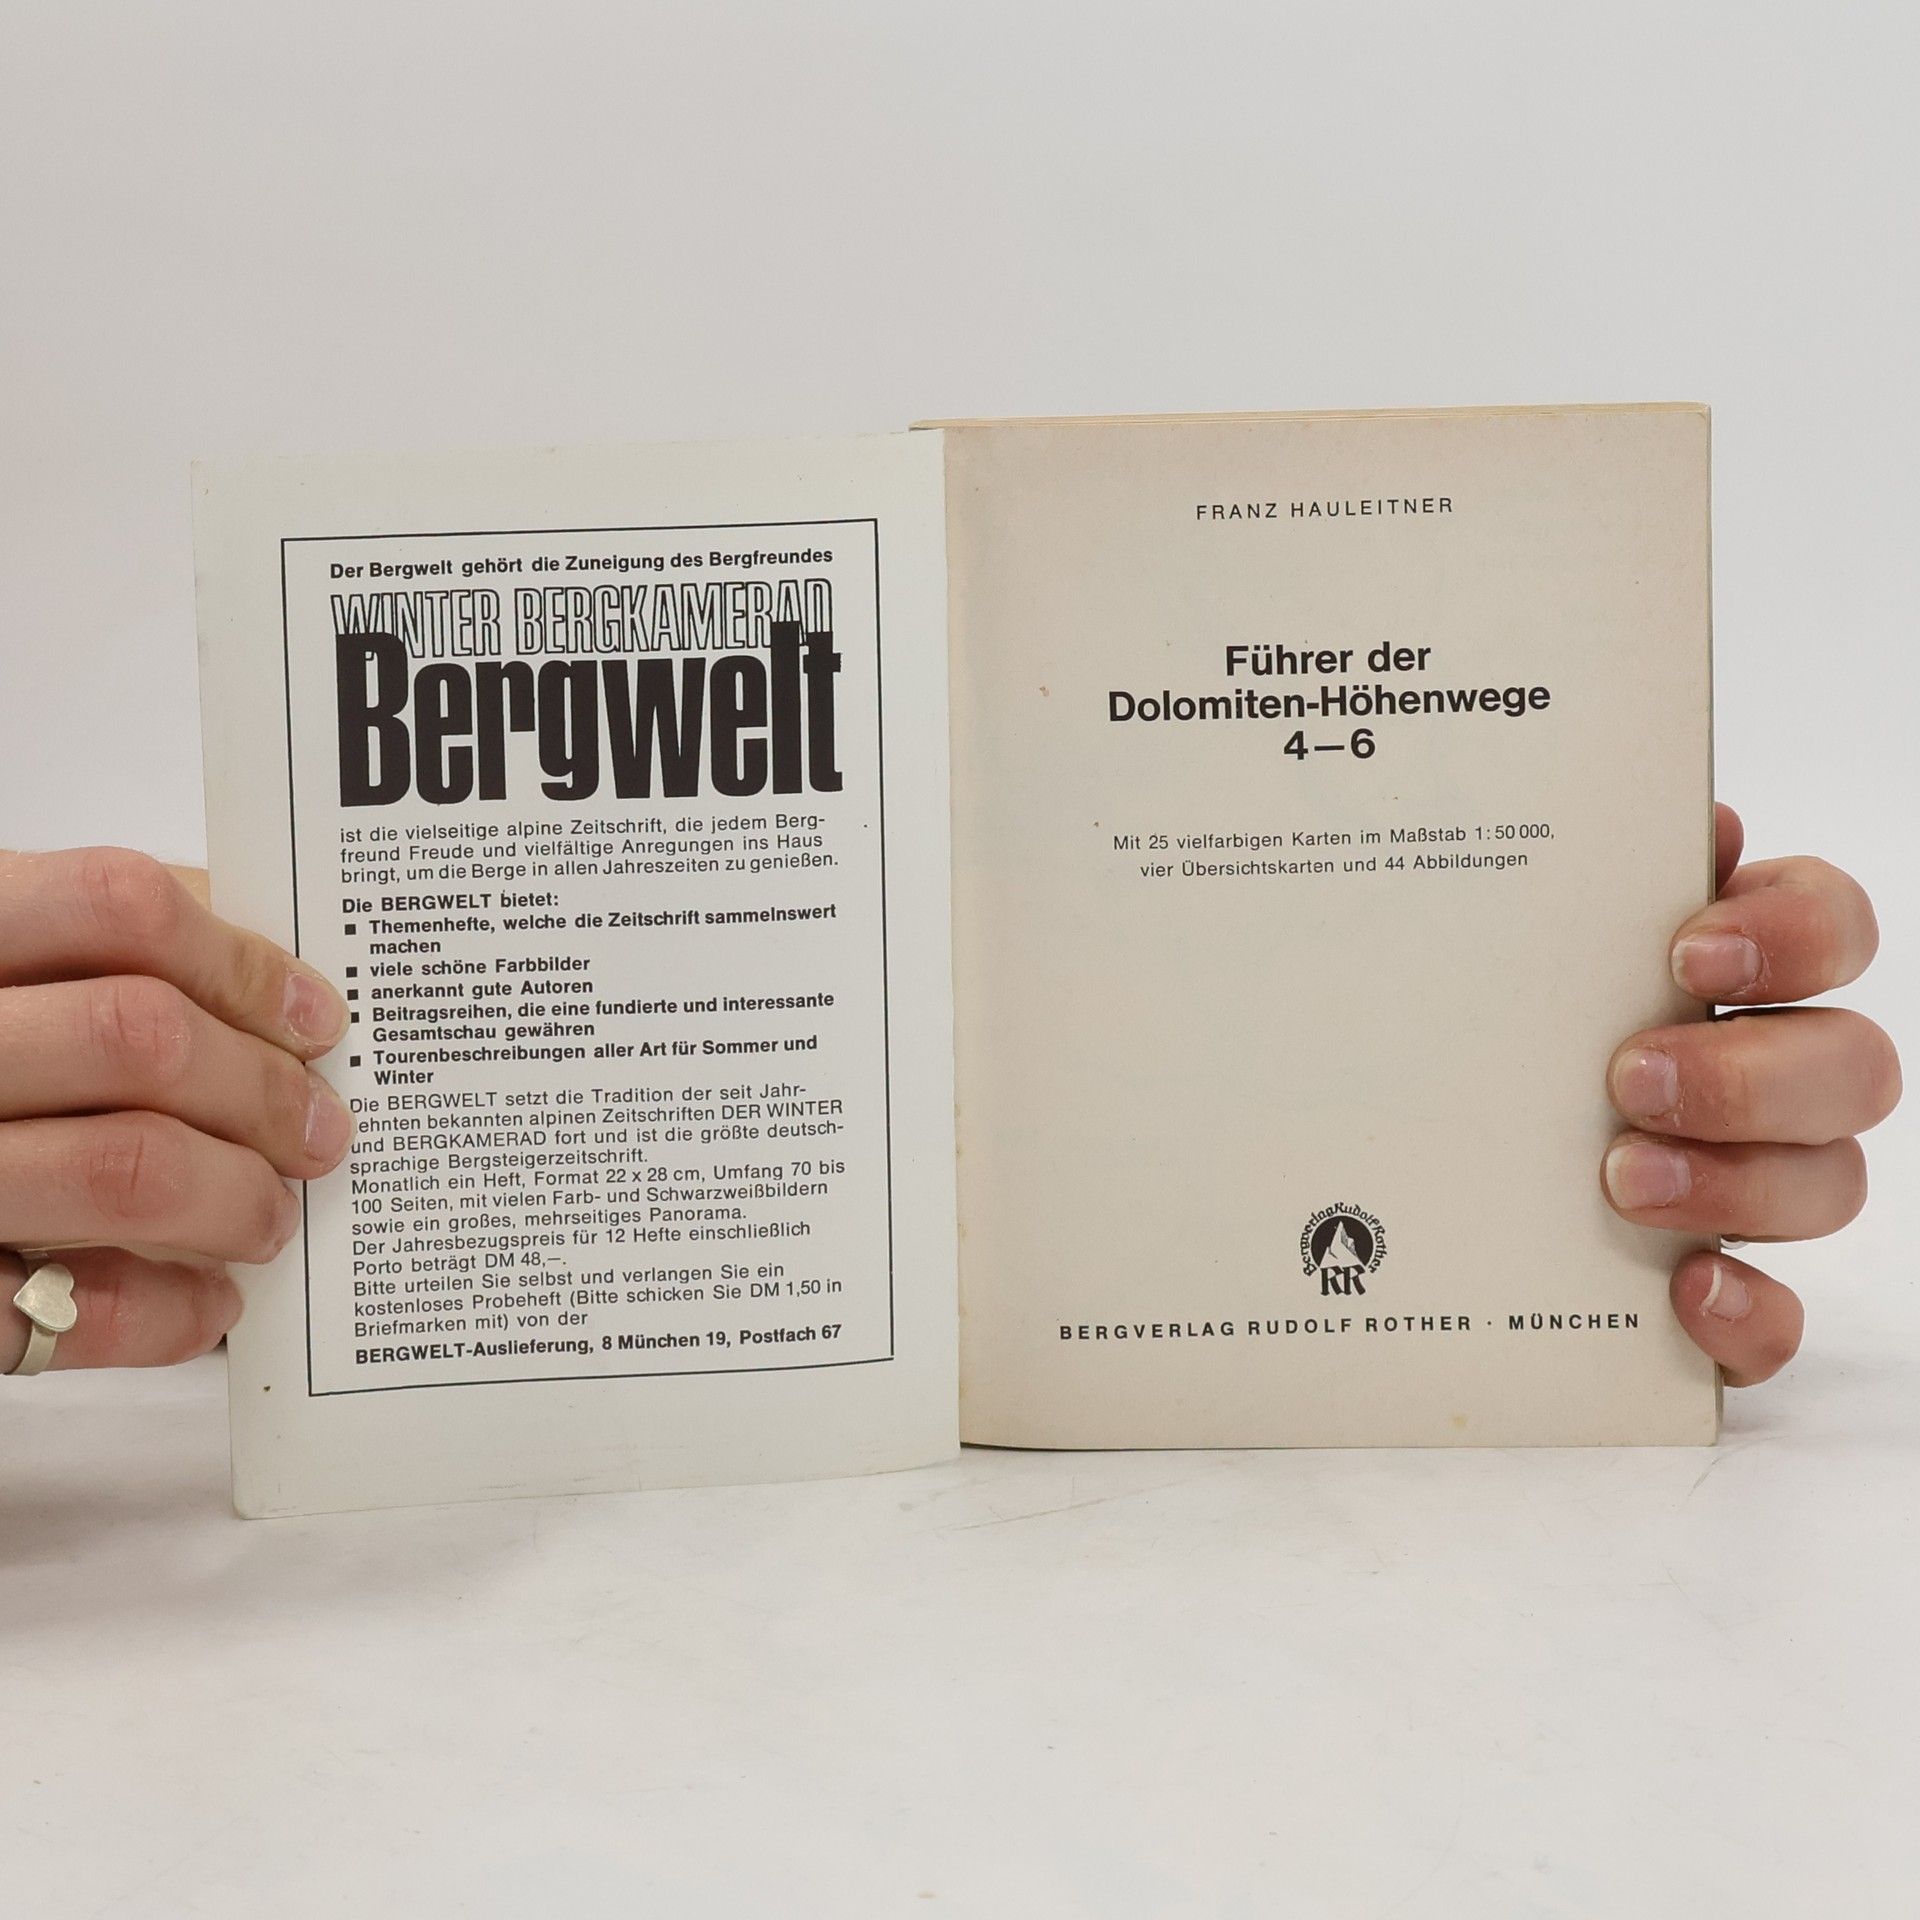 Der Bergwelt gehört die Zuneigung des Bergfreundes
WINTER BERGKAMERAD
Bergwelt
ist die vielseitige alpine Zeitschrift, die jedem Berg-
freund Freude und vielfältige Anregungen ins Haus
bringt, um die Berge in allen Jahreszeiten zu genießen.
Die BERGWELT bietet:
■ Themenhefte, welche die Zeitschrift sammelnswert
machen
■ viele schöne Farbbilder
■ anerkannt gute Autoren
■ Beitragsreihen, die eine fundierte und interessante
Gesamtschau gewähren
■ Tourenbeschreibungen aller Art für Sommer und
Winter
Die BERGWELT setzt die Tradition der seit Jahr-
zehnten bekannten alpinen Zeitschriften DER WINTER
und BERGKAMERAD fort und ist die größte deutsch-
sprachige Bergsteigerzeitschrift.
Monatlich ein Heft, Format 22 x 28 cm, Umfang 70 bis
100 Seiten, mit vielen Farb- und Schwarzweißbildern
sowie ein großes, mehrseitiges Panorama.
Der Jahresbezugspreis für 12 Hefte einschließlich
Porto beträgt DM 48,—.
Bitte urteilen Sie selbst und verlangen Sie ein
kostenloses Probeheft (Bitte schicken Sie DM 1,50 in
Briefmarken mit) von der
BERGWELT-Auslieferung, 8 München 19, Postfach 67
FRANZ HAULEITNER
Führer der
Dolomiten-Höhenwege
4—6
Mit 25 vielfarbigen Karten im Maßstab 1:50 000,
vier Übersichtskarten und 44 Abbildungen
Bergverlag Rudolf Rother
RR
BERGVERLAG RUDOLF ROTHER · MÜNCHEN